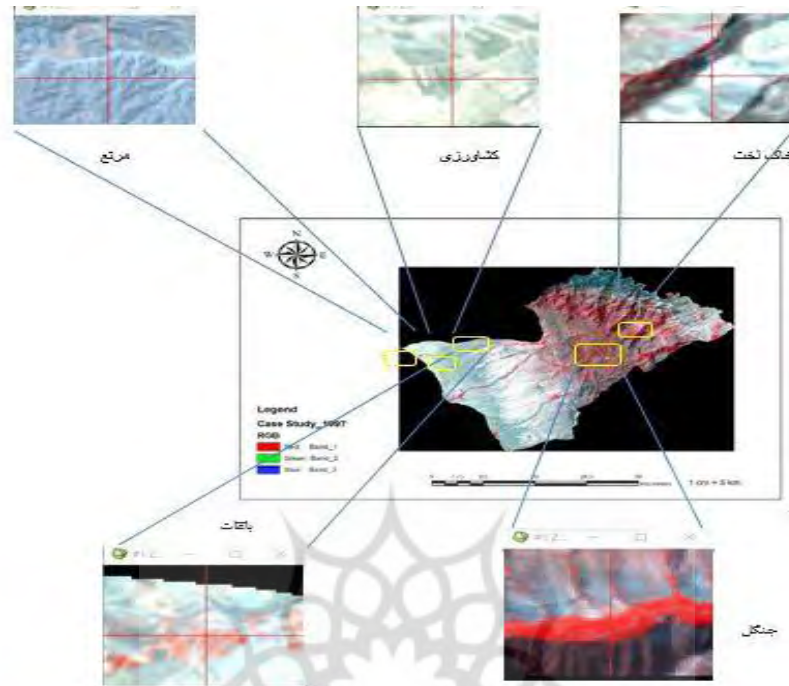 مرتع
کشاورزی
خاک لخت
N
W
E
S
Legend
Case Study_1997
RGB
Red: Band_1
Green: Band_2
Blue: Band_3
1 cm = 5 km
باغات
جنگل